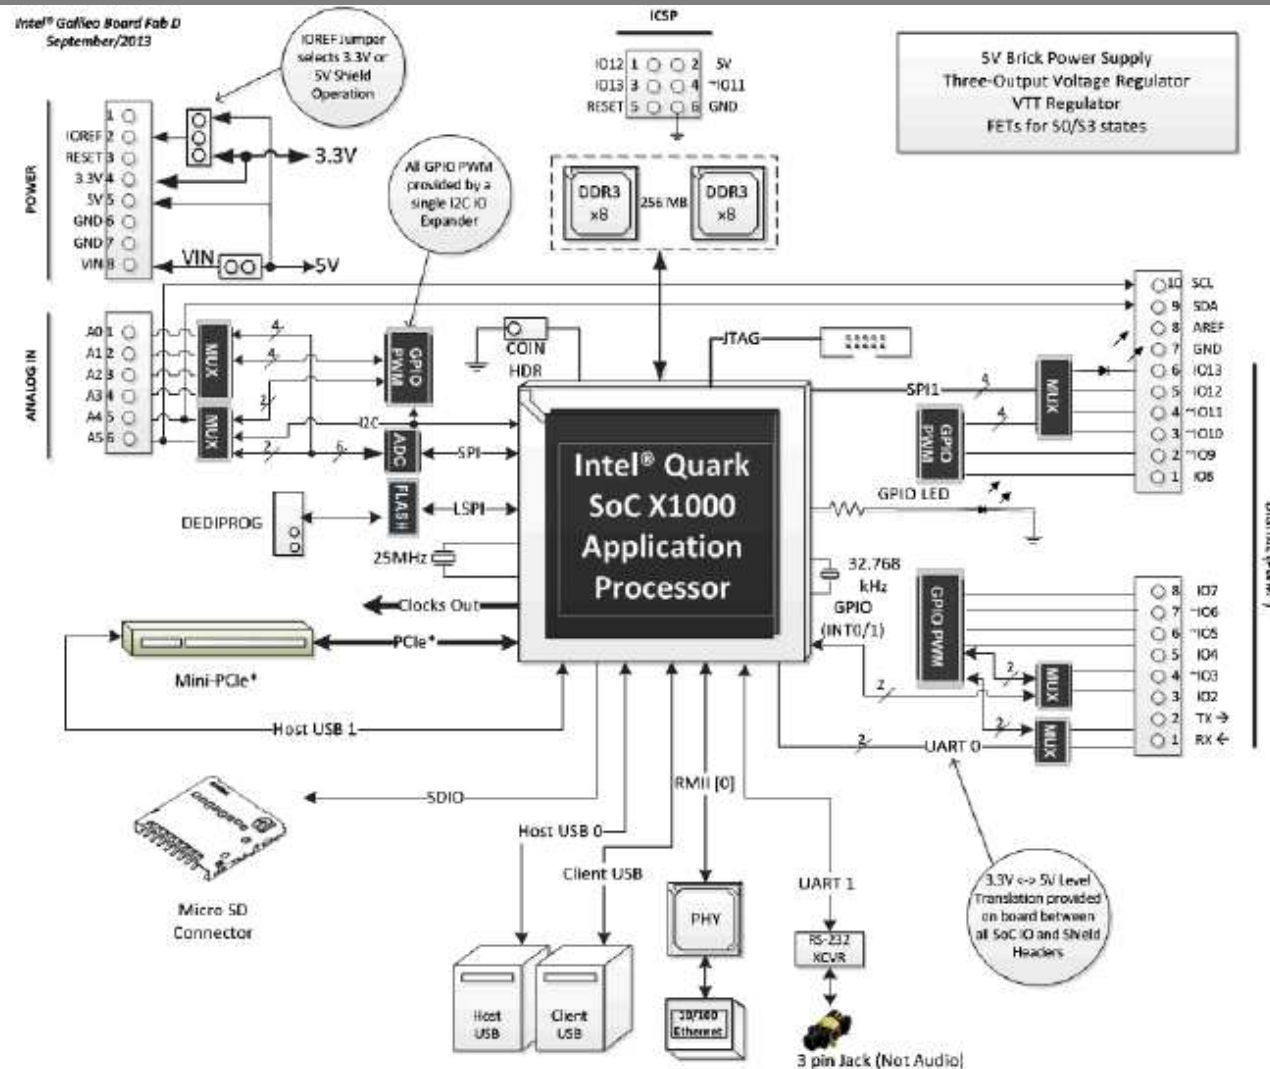 Intel® Galileo Board Fab D
September/2013
IOREF Jumper
selects 3.3V or
5V Shield
Operation
ICSP
IO12 1 2 5V
IO13 3 4 ~IO11
RESET 5 6 GND
5V Brick Power Supply
Three-Output Voltage Regulator
VTT Regulator
FETs for S0/S3 states
POWER
1
IOREF 2
RESET 3
3.3V 4
5V 5
GND 6
GND 7
VIN 8
3.3V
VIN
5V
All GPIO PWM
provided by a
single I2C IO
Expander
DDR3
x8
256 MB
DDR3
x8
ANALOG IN
A0 1
A1 2
A2 3
A3 4
A4 5
A5 6
MUX
MUX
4
4
2
2
6
GPIO
PWM
I2C
ADC
SPI
FLASH
LSPI
DEDIPROG
25MHz
COIN
HDR
JTAG
Intel® Quark
SoC X1000
Application
Processor
SPI1
4
4
MUX
GPIO
PWM
GPIO LED
10 SCL
9 SDA
8 AREF
7 GND
6 IO13
5 IO12
4 ~IO11
3 ~IO10
2 ~IO9
1 IO8
32.768
kHz
GPIO
(INT0/1)
GPIO PWM
2
2
2
2
MUX
MUX
UART 0
8 IO7
7 ~IO6
6 ~IO5
5 IO4
4 ~IO3
3 IO2
2 TX →
1 RX ←
Clocks Out
PCIe*
Mini-PCIe*
Host USB 1
SDIO
Micro SD
Connector
Host USB 0
Client USB
RMII [0]
UART 1
PHY
RS-232
XCVR
Host
USB
Client
USB
10/100
Ethernet
3 pin Jack (Not Audio)
3.3V <-> 5V Level
Translation provided
on board between
all SoC IO and Shield
Headers